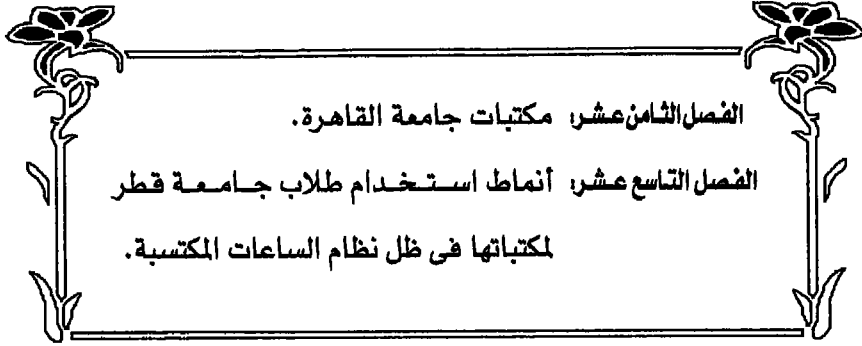 الفصل الثامن عشر: مكتبات جامعة القاهرة.
الفصل التاسع عشر: أنماط استخدام طلاب جامعة قطر
لمكتباتها فى ظل نظام الساعات المكتسبة.